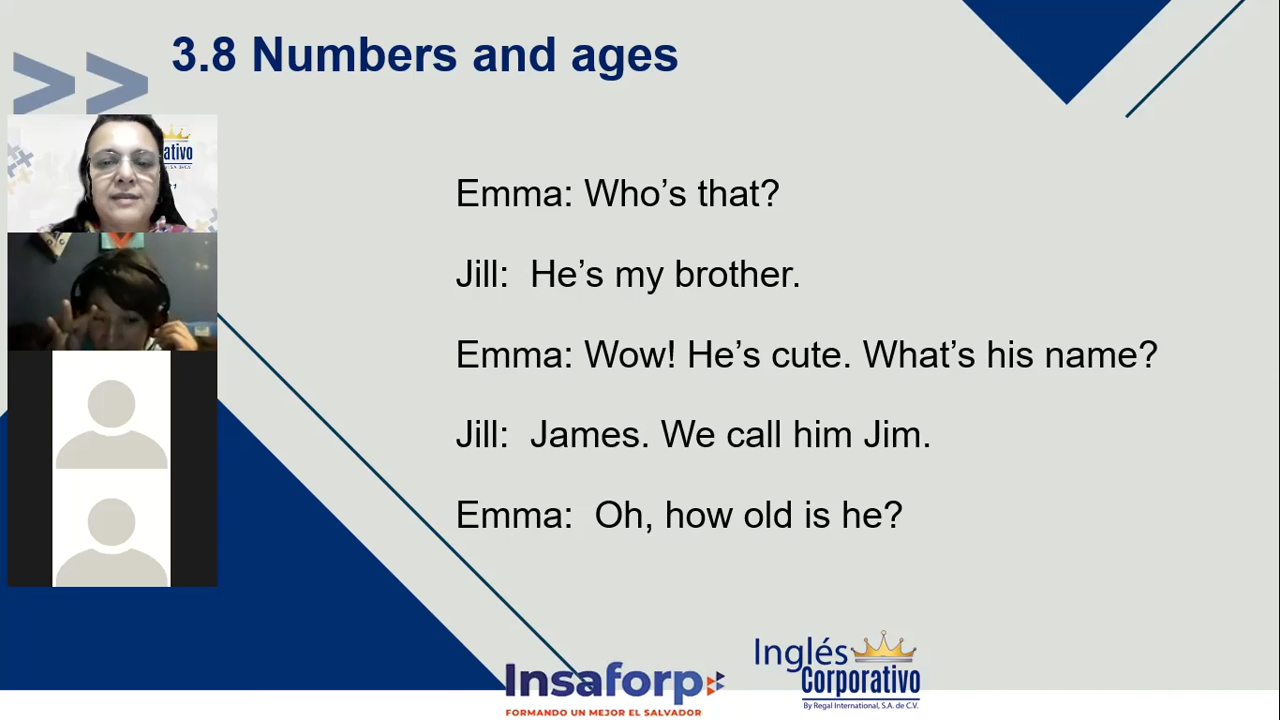 3.8 Numbers and ages
ativo
Emma: Who’s that?
Jill: He’s my brother.
Emma: Wow! He’s cute. What’s his name?
Jill: James. We call him Jim.
Emma: Oh, how old is he?
Insaforp
FORMANDO UN MEJOR EL SALVADOR
Inglés
Corporativo
By Regal International, S.A. de C.V.